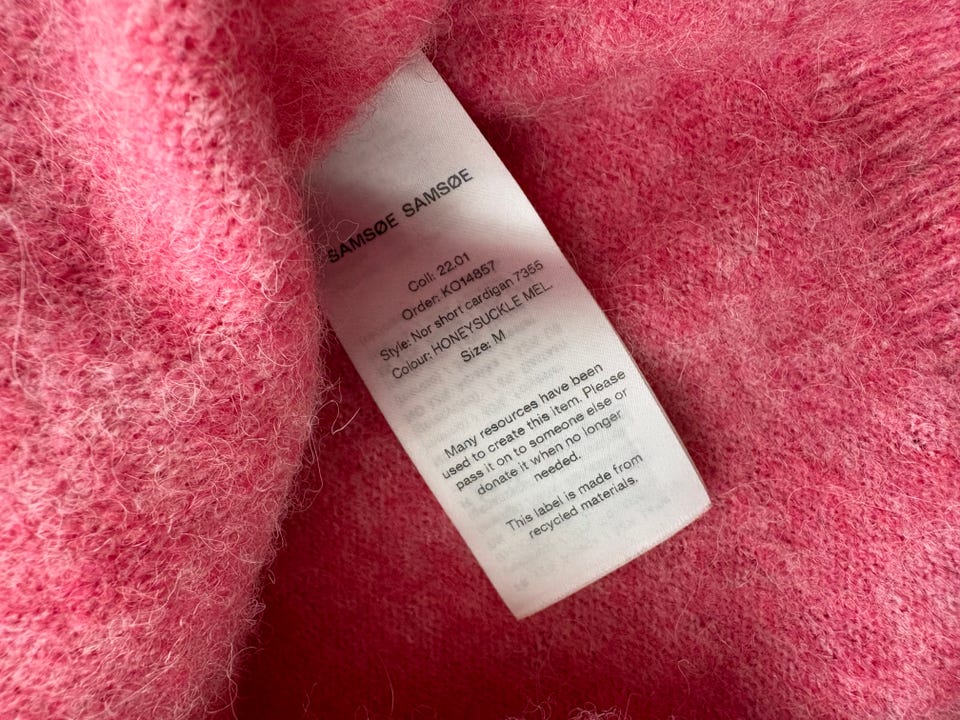 SAMSØE SAMSØE
Coll: 22.01
Order: KO14857
Style: Nor short cardigan 7355
Colour: HONEYSUCKLE MEL.
Size: M
Many resources have been
used to create this item. Please
pass it on to someone else or
donate it when no longer
needed.
This label is made from
recycled materials.